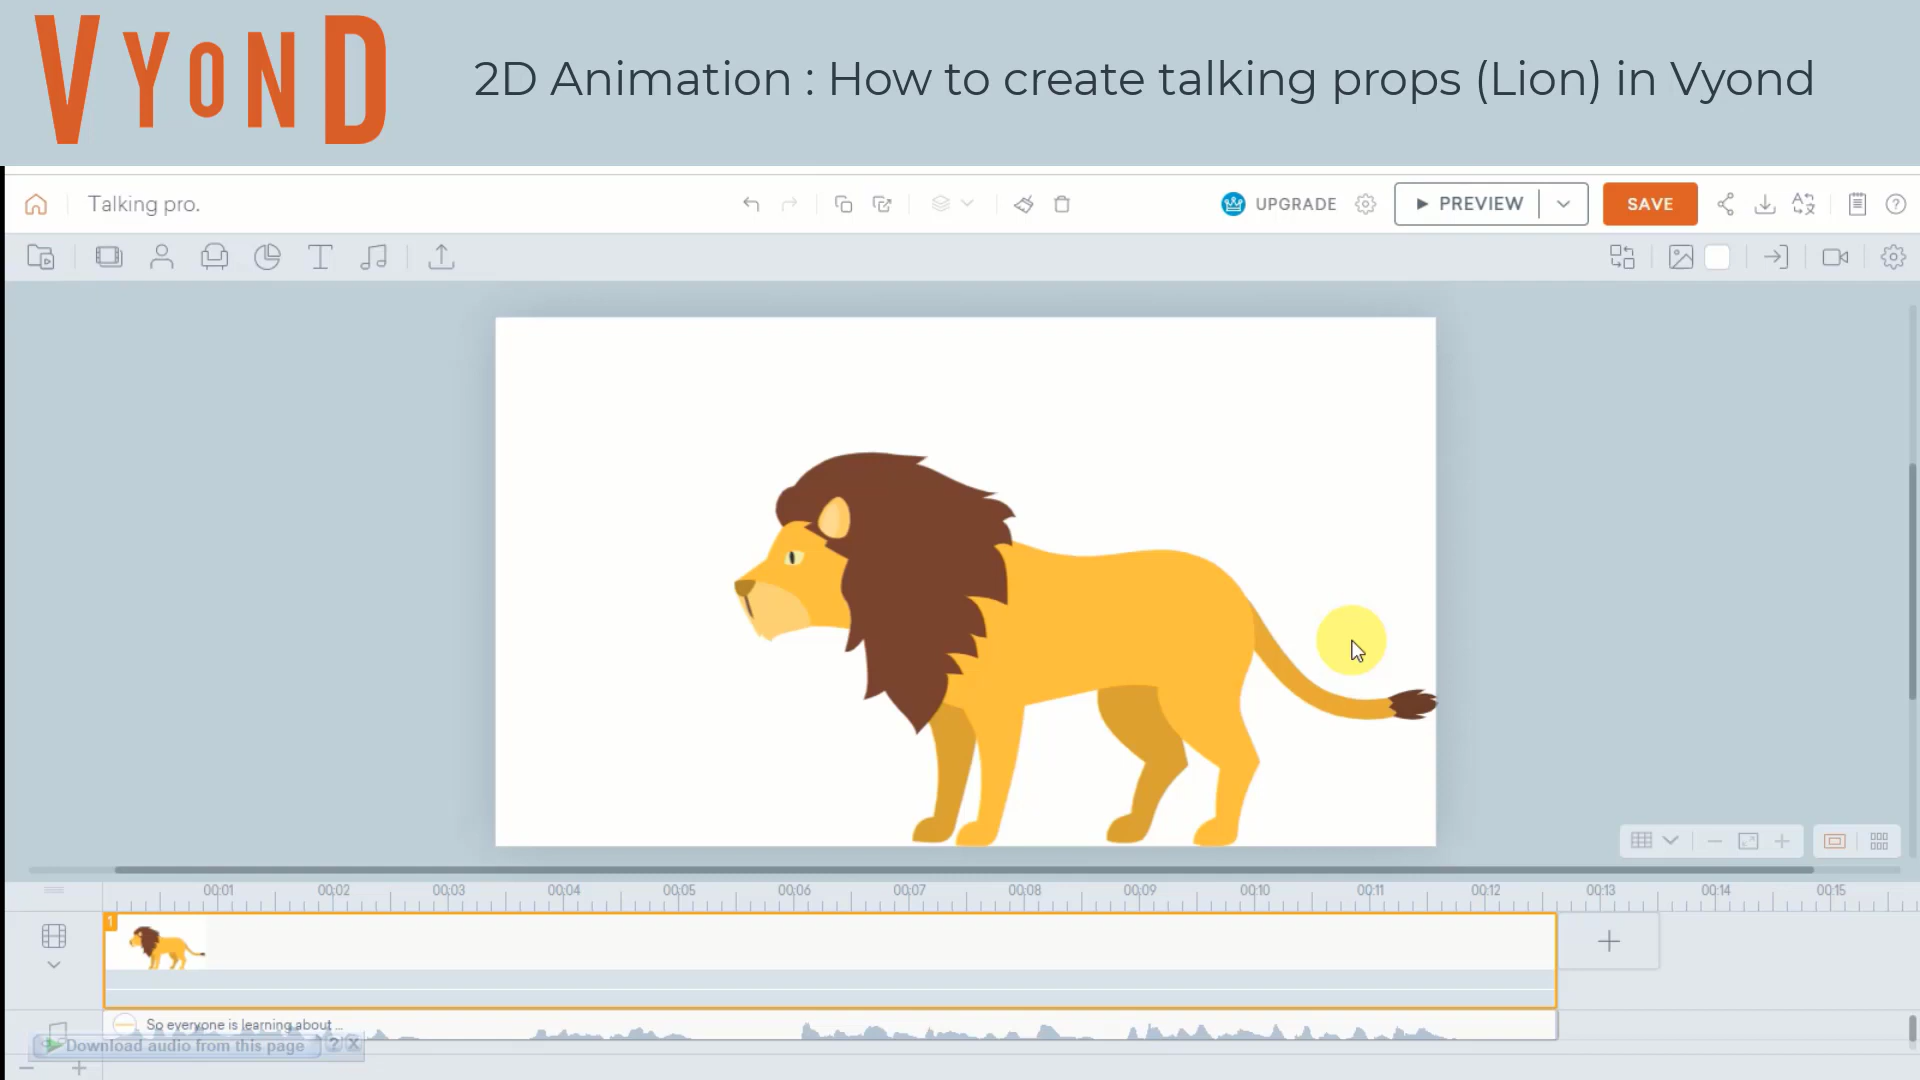 VYOND
2D Animation : How to create talking props (Lion) in Vyond
Talking pro.
UPGRADE
PREVIEW
SAVE
00:01 00:02 00:03 00:04 00:05 00:06 00:07 00:08 00:09 00:10 00:11 00:12 00:13 00:14 00:15
1
So everyone is learning about ...
Download audio from this page ? X